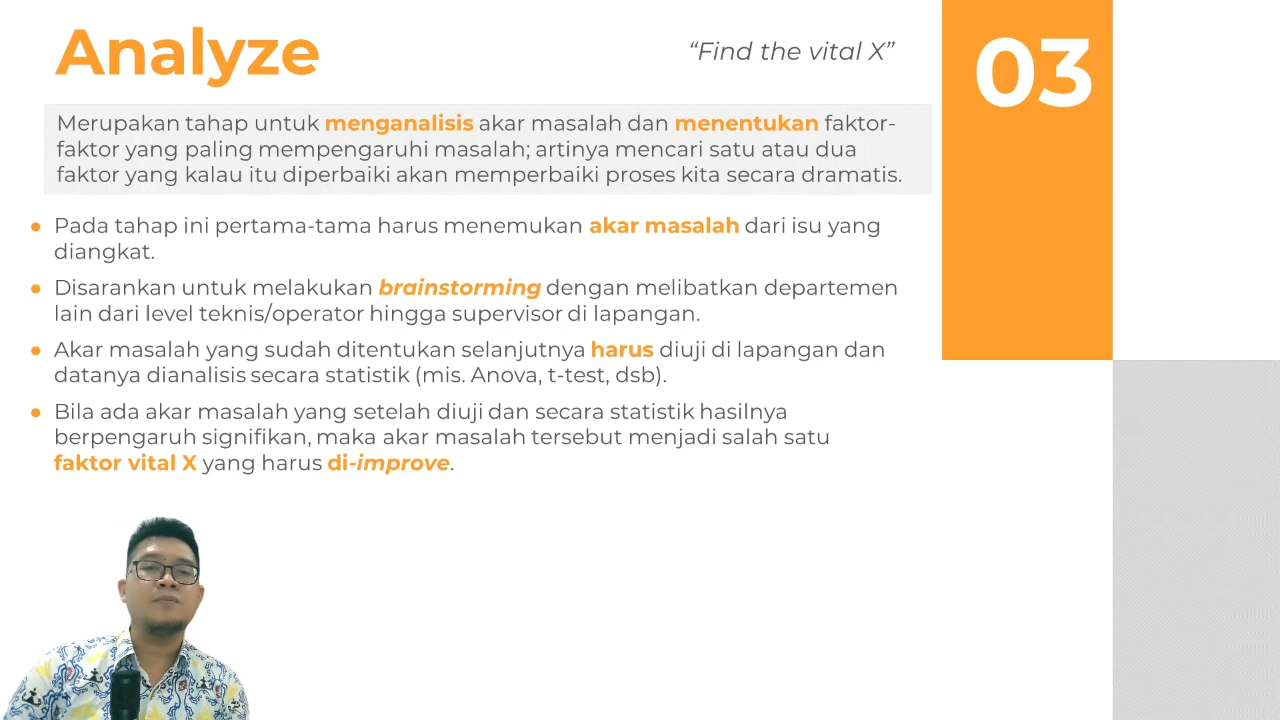 Analyze
“Find the vital X”
03
Merupakan tahap untuk menganalisis akar masalah dan menentukan faktor-
faktor yang paling mempengaruhi masalah; artinya mencari satu atau dua
faktor yang kalau itu diperbaiki akan memperbaiki proses kita secara dramatis.
● Pada tahap ini pertama-tama harus menemukan akar masalah dari isu yang
diangkat.
● Disarankan untuk melakukan brainstorming dengan melibatkan departemen
lain dari level teknis/operator hingga supervisor di lapangan.
● Akar masalah yang sudah ditentukan selanjutnya harus diuji di lapangan dan
datanya dianalisis secara statistik (mis. Anova, t-test, dsb).
● Bila ada akar masalah yang setelah diuji dan secara statistik hasilnya
berpengaruh signifikan, maka akar masalah tersebut menjadi salah satu
faktor vital X yang harus di-improve.